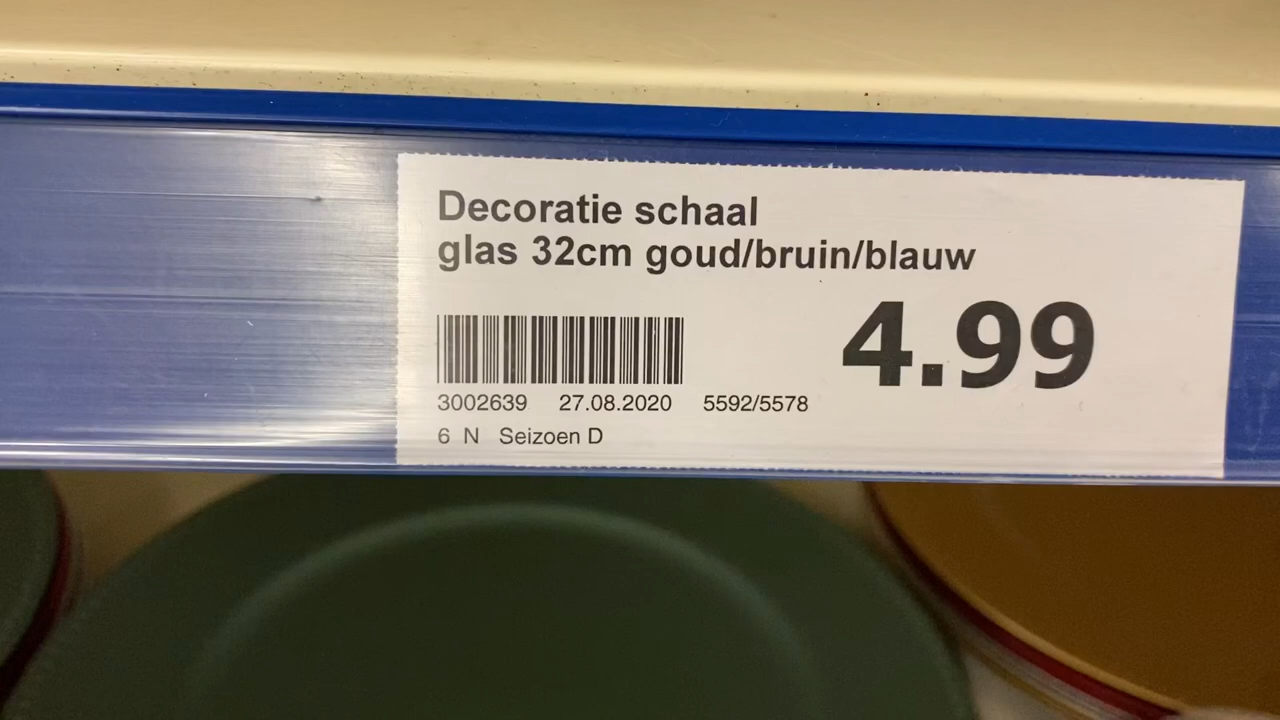 Decoratie schaal
glas 32cm goud/bruin/blauw
4.99
3002639 27.08.2020 5592/5578
6 N Seizoen D